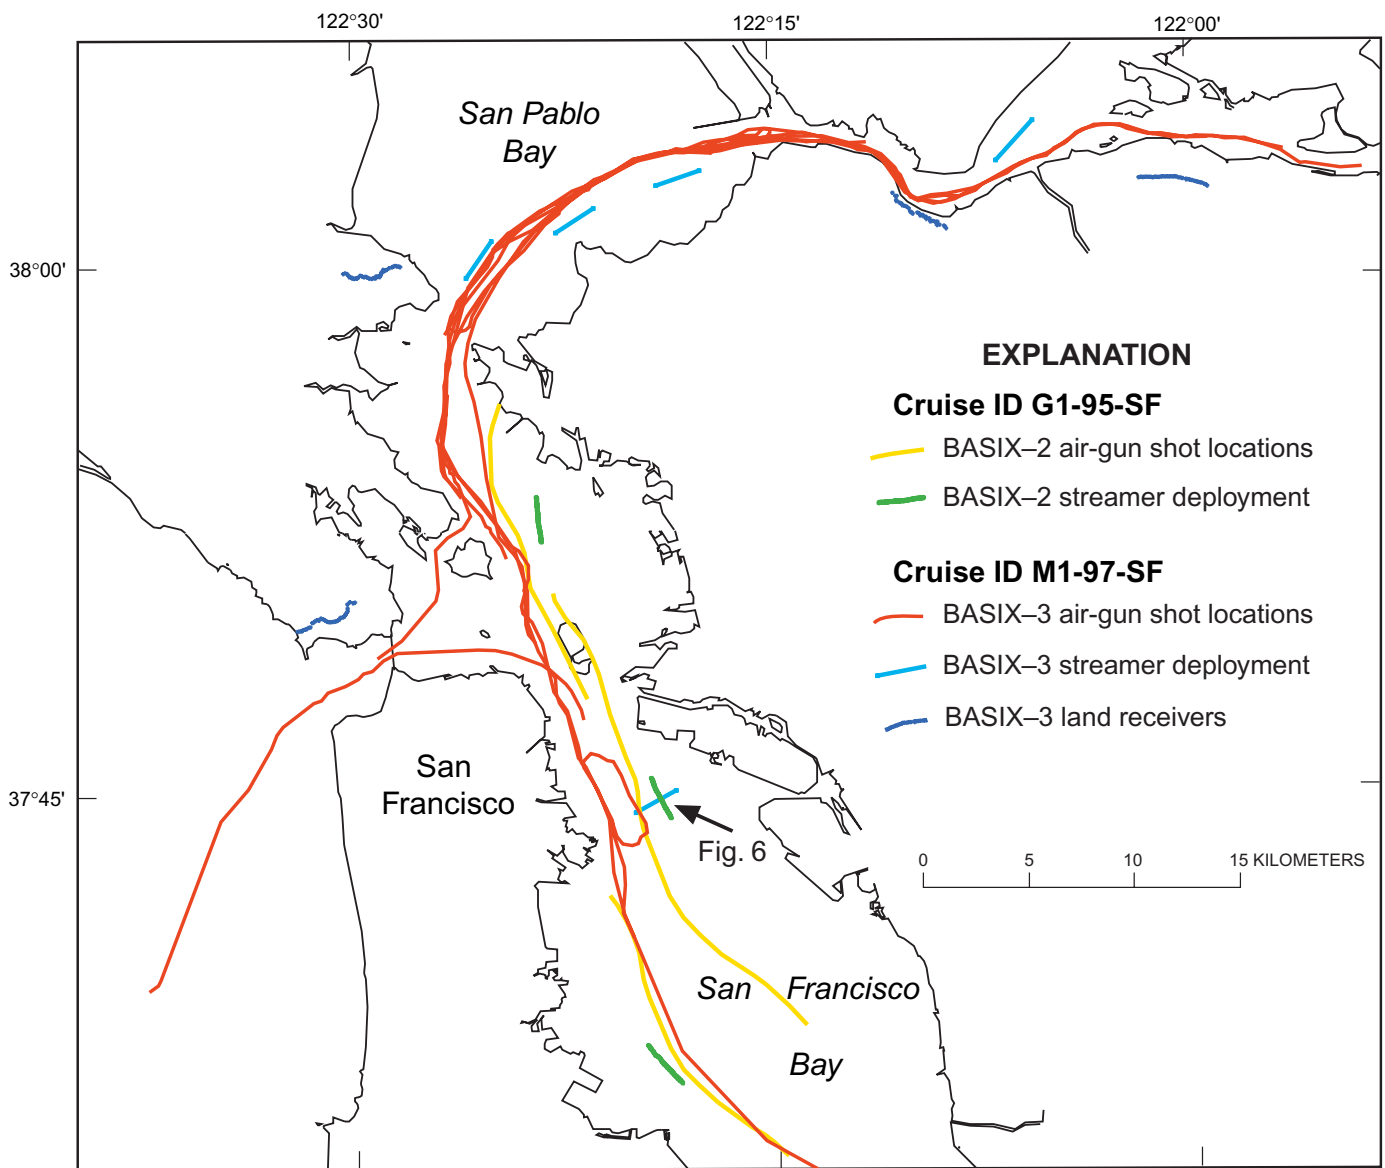 122°30'
122°15'
122°00'
San Pablo
Bay
38°00'
EXPLANATION
Cruise ID G1-95-SF
BASIX–2 air-gun shot locations
BASIX–2 streamer deployment
Cruise ID M1-97-SF
BASIX–3 air-gun shot locations
BASIX–3 streamer deployment
BASIX–3 land receivers
San
Francisco
37°45'
Fig. 6
0 5 10 15 KILOMETERS
San Francisco
Bay